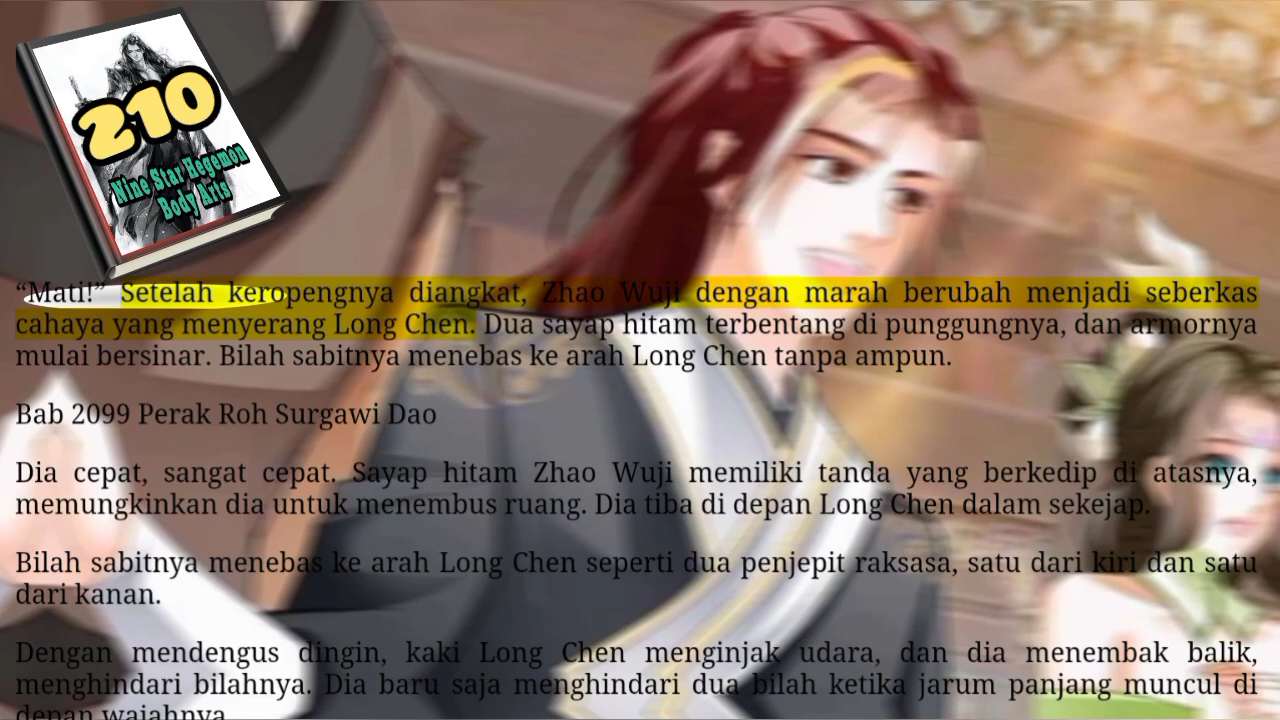 210
Nine Star Hegemon
Body Arts
“Mati!” Setelah keropengnya diangkat, Zhao Wuji dengan marah berubah menjadi seberkas
cahaya yang menyerang Long Chen. Dua sayap hitam terbentang di punggungnya, dan armornya
mulai bersinar. Bilah sabitnya menebas ke arah Long Chen tanpa ampun.
Bab 2099 Perak Roh Surgawi Dao
Dia cepat, sangat cepat. Sayap hitam Zhao Wuji memiliki tanda yang berkedip di atasnya,
memungkinkan dia untuk menembus ruang. Dia tiba di depan Long Chen dalam sekejap.
Bilah sabitnya menebas ke arah Long Chen seperti dua penjepit raksasa, satu dari kiri dan satu
dari kanan.
Dengan mendengus dingin, kaki Long Chen menginjak udara, dan dia menembak balik,
menghindari bilahnya. Dia baru saja menghindari dua bilah ketika jarum panjang muncul di
depan wajahnya.